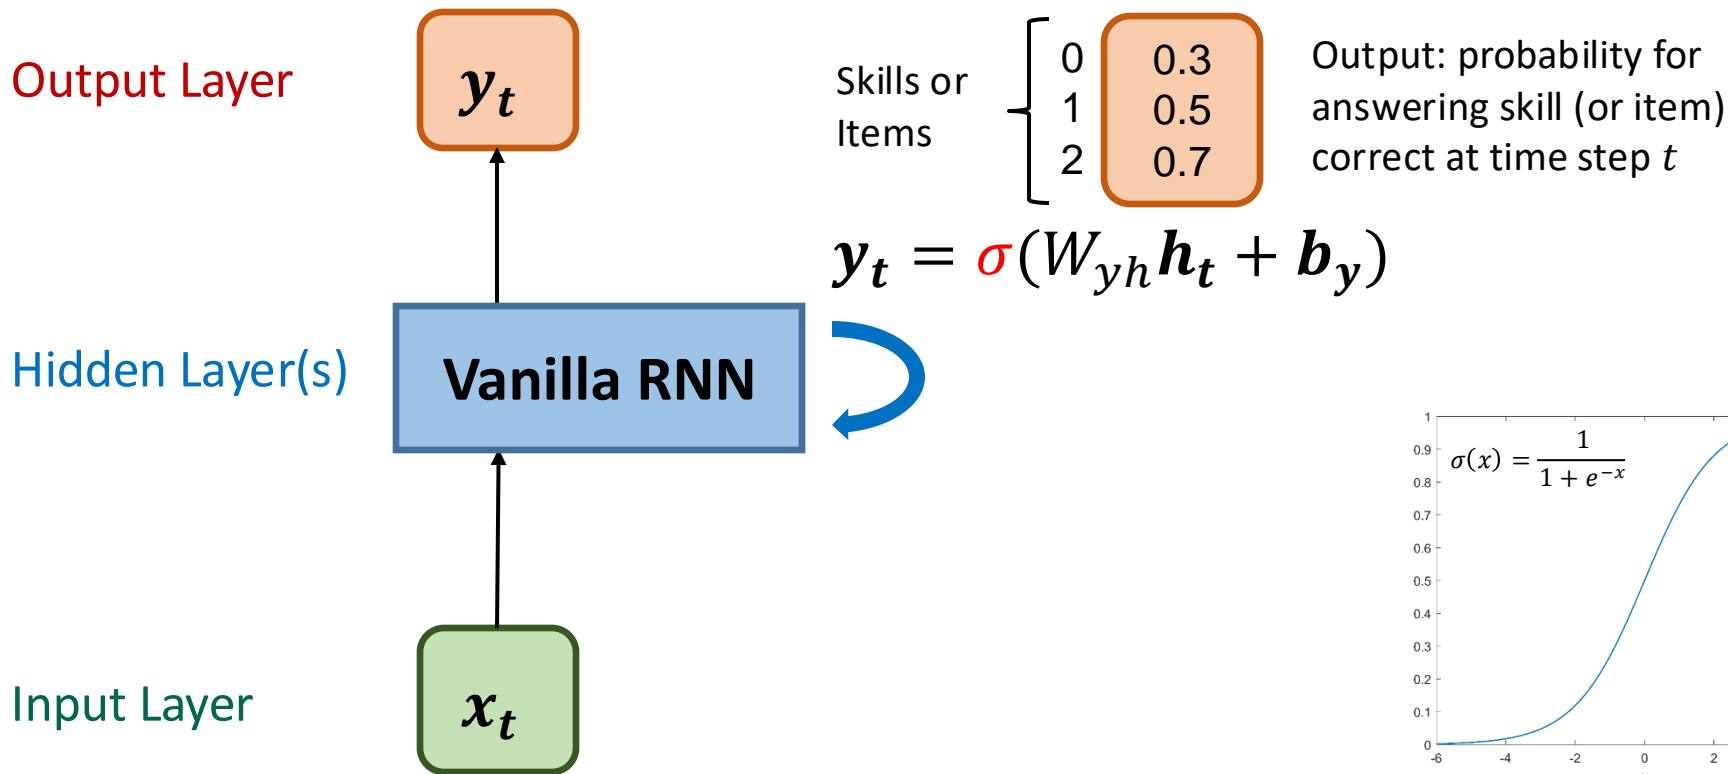 Output Layer
y_t
Skills or
Items
0
1
2
0.3
0.5
0.7
Output: probability for
answering skill (or item)
correct at time step t
y_t = σ(W_{yh}h_t + b_y)
Hidden Layer(s)
Vanilla RNN
σ(x) = \frac{1}{1 + e^{-x}}
1
0.9
0.8
0.7
0.6
0.5
0.4
0.3
0.2
0.1
0
-6
-4
-2
0
2
Input Layer
x_t